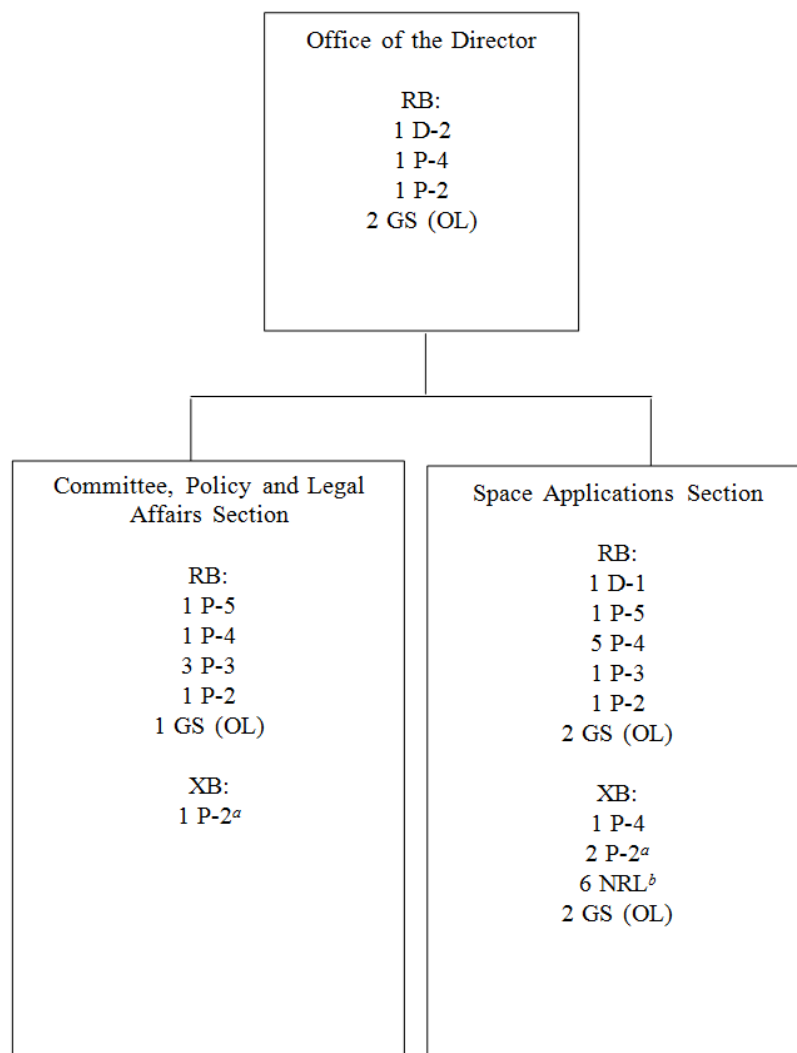 Office of the Director
RB:
1 D-2
1 P-4
1 P-2
2 GS (OL)
Committee, Policy and Legal
Affairs Section
RB:
1 P-5
1 P-4
3 P-3
1 P-2
1 GS (OL)
XB:
1 P-2ᵃ
Space Applications Section
RB:
1 D-1
1 P-5
5 P-4
1 P-3
1 P-2
2 GS (OL)
XB:
1 P-4
2 P-2ᵃ
6 NRLᵇ
2 GS (OL)